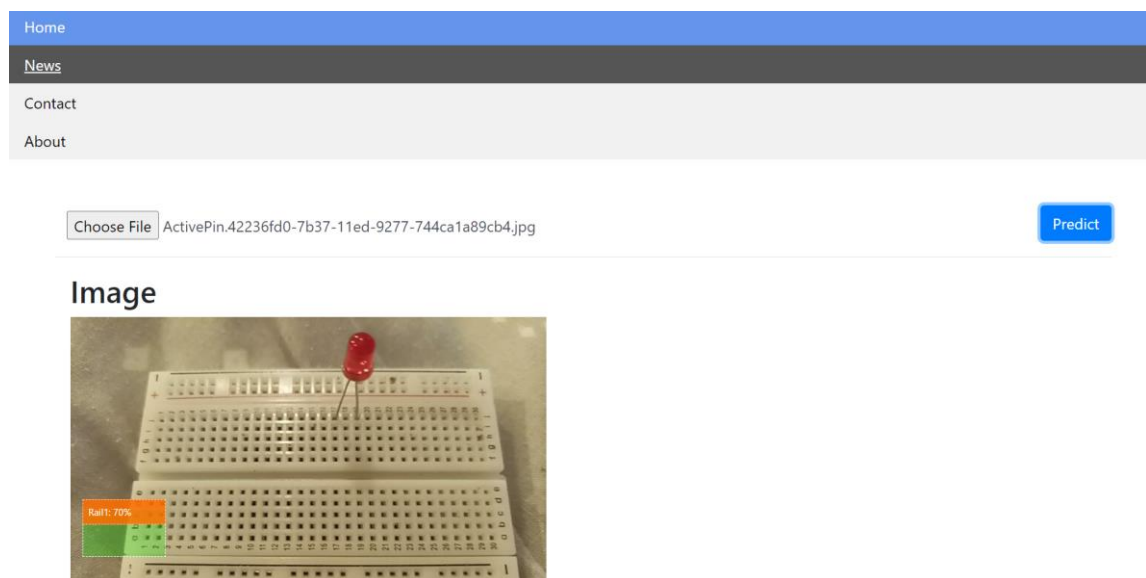 Home
News
Contact
About
Choose File ActivePin.42236fd0-7b37-11ed-9277-744ca1a89cb4.jpg Predict
Image
Rail1: 70%